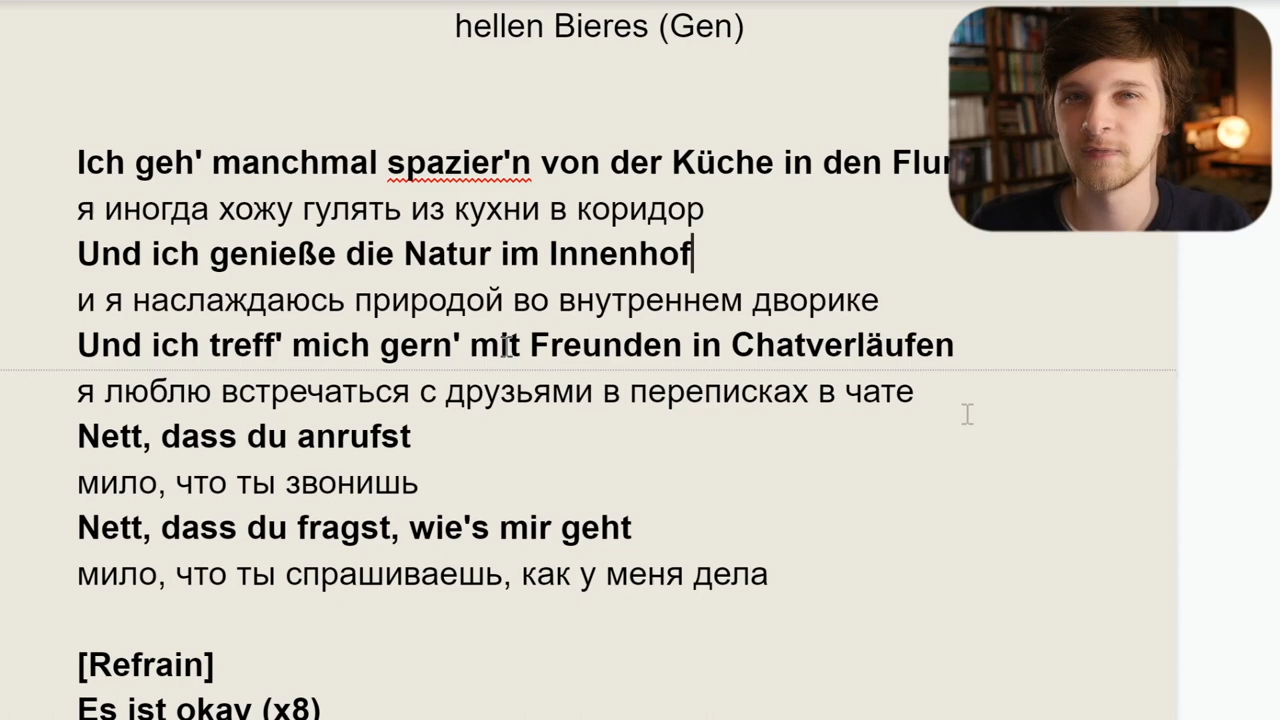 hellen Bieres (Gen)
Ich geh' manchmal spazier'n von der Küche in den
я иногда хожу гулять из кухни в коридор
Und ich genieße die Natur im Innenhof
и я наслаждаюсь природой во внутреннем дворике
Und ich treff' mich gern' mit Freunden in Chatverläufen
я люблю встречаться с друзьями в переписках в чате
Nett, dass du anrufst
мило, что ты звонишь
Nett, dass du fragst, wie's mir geht
мило, что ты спрашиваешь, как у меня дела
[Refrain]
Es ist okay (x8)